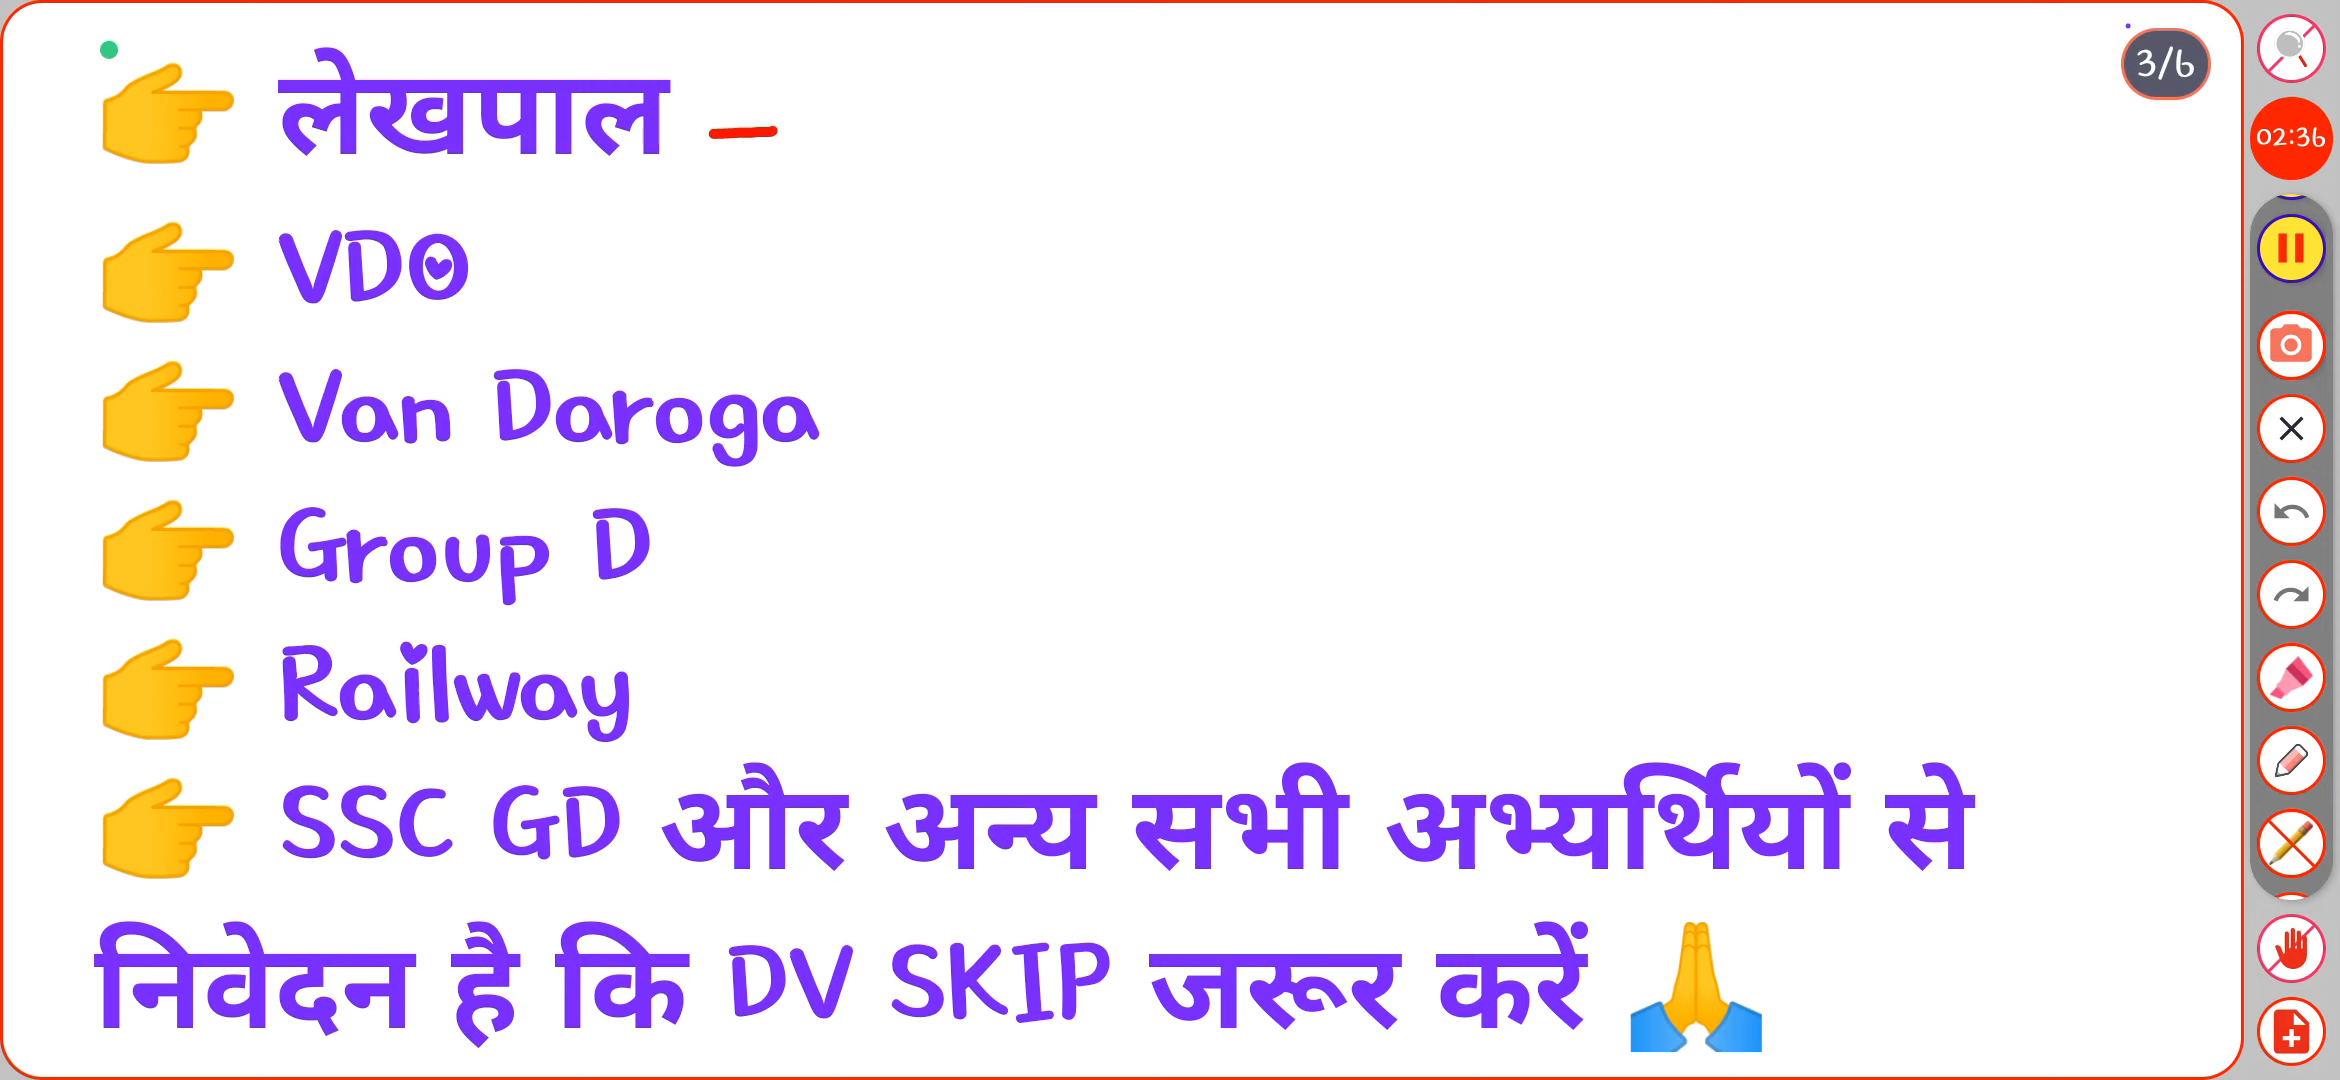 👉 लेखपाल –
3/6
02:36
👉 VDO
👉 Van Daroga
👉 Group D
👉 Railway
👉 SSC GD और अन्य सभी अभ्यर्थियों से
निवेदन है कि DV SKIP जरूर करें 🙏